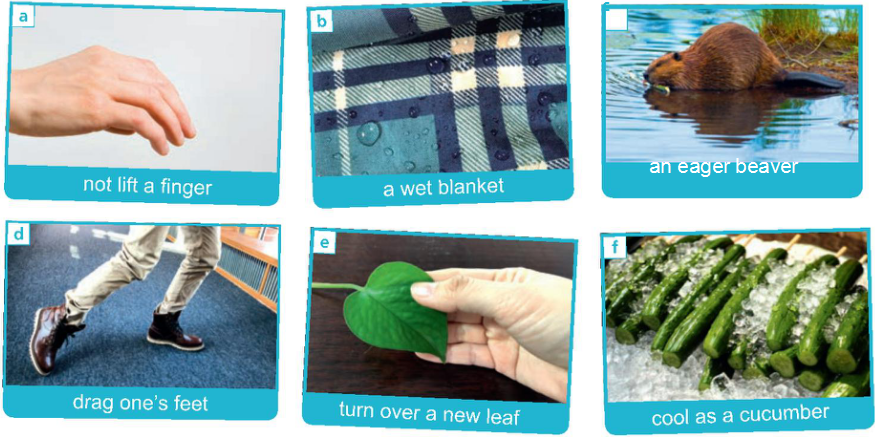 a
not lift a finger
b
a wet blanket
an eager beaver
d
drag one's feet
e
turn over a new leaf
f
cool as a cucumber